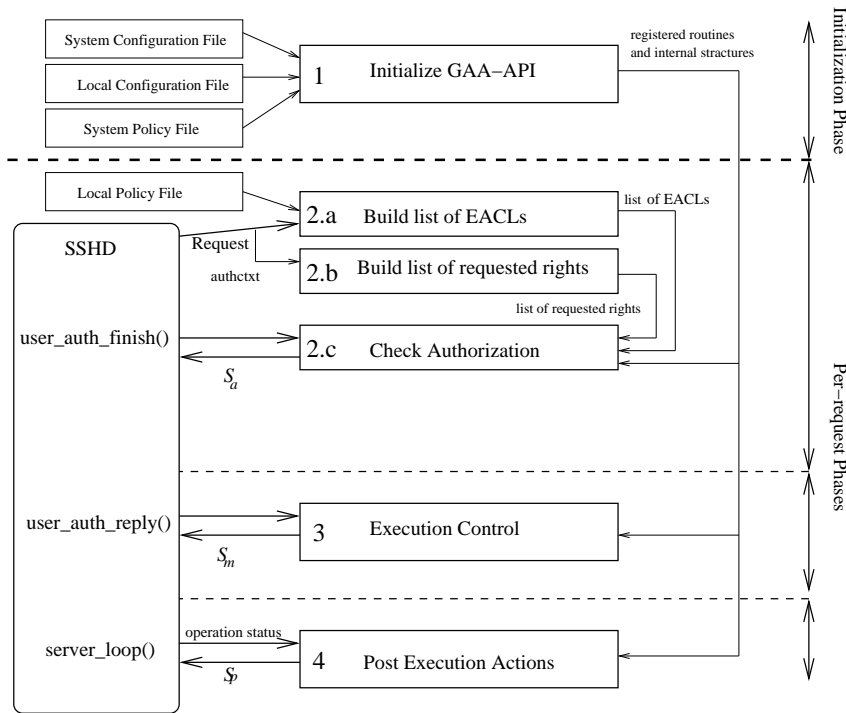 System Configuration File
Local Configuration File
System Policy File
1 Initialize GAA−API
registered routines
and internal stractures
Initialization Phase
Local Policy File
2.a Build list of EACLs
list of EACLs
SSHD
Request
authctxt
2.b Build list of requested rights
list of requested rights
user_auth_finish()
2.c Check Authorization
Sa
Per−request Phases
user_auth_reply()
3 Execution Control
Sm
operation status
server_loop()
4 Post Execution Actions
Sp